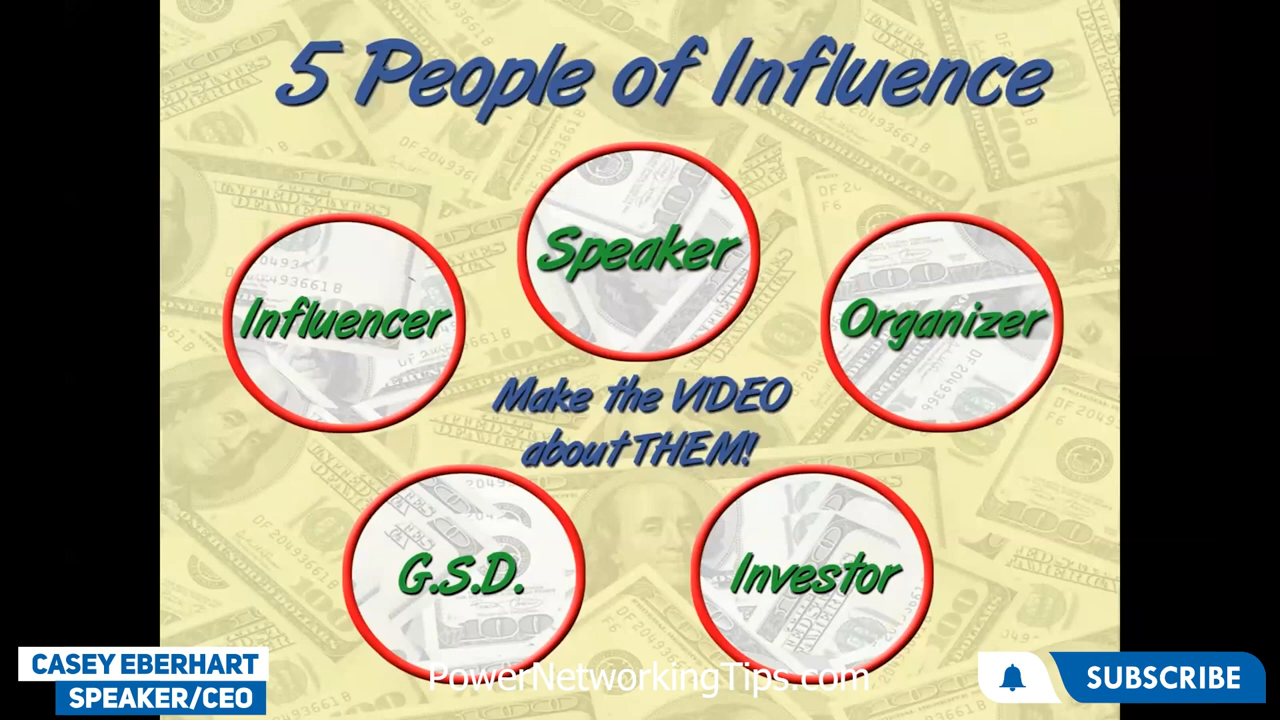 5 People of Influence
Speaker
Influencer
Organizer
Make the VIDEO
about THEM!
G.S.D.
Investor
CASEY EBERHART
SPEAKER/CEO
PowerNetworkingTips.com
SUBSCRIBE